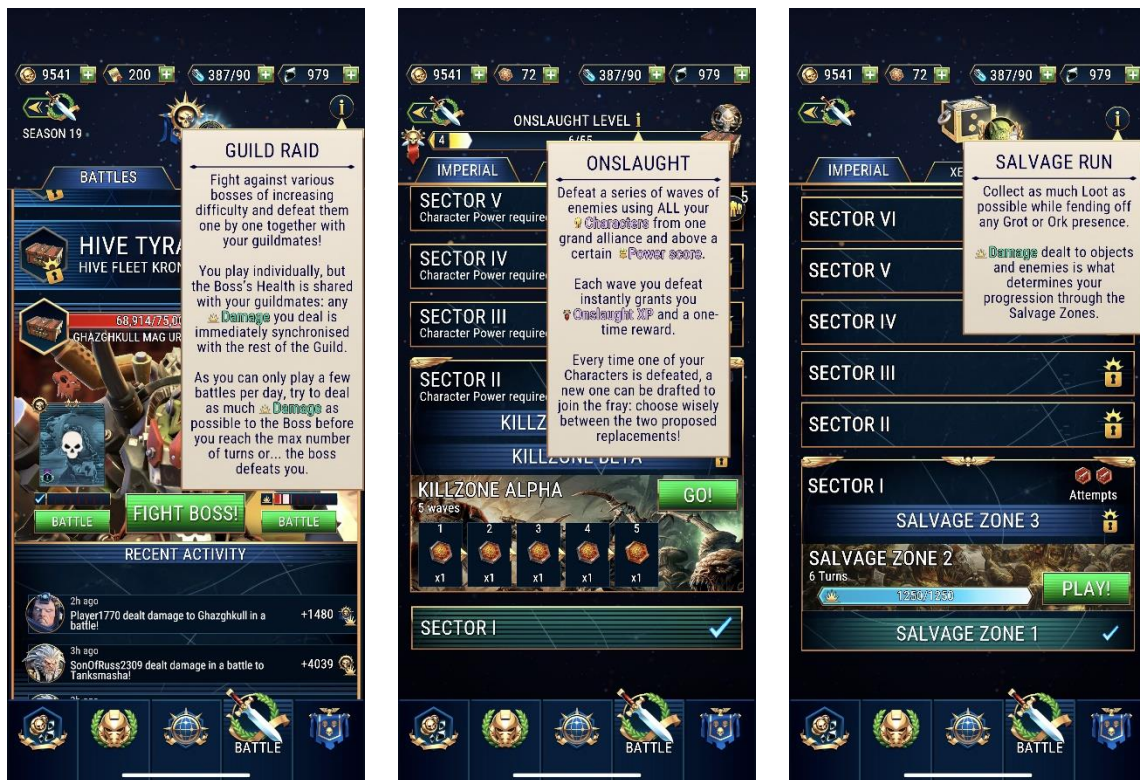 9541
200
387/90
979
SEASON 19
i
BATTLES
GUILD RAID
Fight against various
bosses of increasing
difficulty and defeat them
one by one together with
your guildmates!
You play individually, but
the Boss's Health is shared
with your guildmates: any
Damage you deal is
immediately synchronised
with the rest of the Guild.
As you can only play a few
battles per day, try to deal
as much Damage as
possible to the Boss before
you reach the max number
of turns or... the boss
defeats you.
HIVE TYRA
HIVE FLEET KRON
68,914/75,00
GHAZGHKULL MAG UR
BATTLE
FIGHT BOSS!
BATTLE
RECENT ACTIVITY
2h ago
Player1770 dealt damage to Ghazghkull in a
battle!
+1480
3h ago
SonOfRuss2309 dealt damage in a battle to
Tanksmasha!
+4039
BATTLE
9541
72
387/90
979
ONSLAUGHT LEVEL i
4
6/65
IMPERIAL
ONSLAUGHT
Defeat a series of waves of
enemies using ALL your
Characters from one
grand alliance and above a
certain Power score.
Each wave you defeat
instantly grants you
Onslaught XP and a one-
time reward.
Every time one of your
Characters is defeated, a
new one can be drafted to
join the fray: choose wisely
between the two proposed
replacements!
SECTOR V
Character Power require
5
SECTOR IV
Character Power require
SECTOR III
Character Power require
SECTOR II
Character Power require
KILLZ
KILLZONE BETA
KILLZONE ALPHA
5 waves
GO!
1 2 3 4 5
x1 x1 x1 x1 x1
SECTOR I
BATTLE
9541
72
387/90
979
i
IMPERIAL
XE
SALVAGE RUN
Collect as much Loot as
possible while fending off
any Grot or Ork presence.
Damage dealt to objects
and enemies is what
determines your
progression through the
Salvage Zones.
SECTOR VI
SECTOR V
SECTOR IV
SECTOR III
SECTOR II
SECTOR I
Attempts
SALVAGE ZONE 3
SALVAGE ZONE 2
6 Turns
1250/1250
PLAY!
SALVAGE ZONE 1
BATTLE